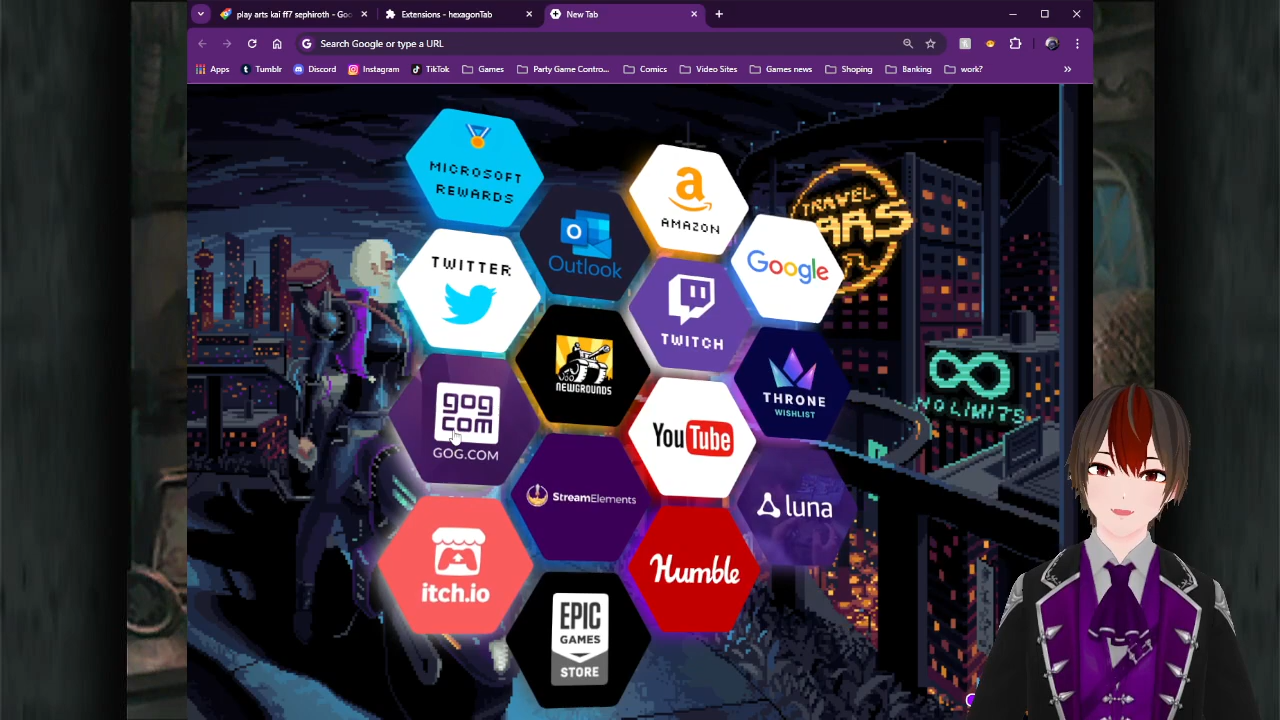 play arts kai ff7 sephiroth - Goo
Extensions - hexagonTab
New Tab
Search Google or type a URL
Apps
Tumblr
Discord
Instagram
TikTok
Games
Party Game Contro...
Comics
Video Sites
Games news
Shoping
Banking
work?
MICROSOFT
REWARDS
a
AMAZON
TRAVEL
Outlook
Google
TWITTER
TWITCH
NEWGROUNDS
THRONE
WISHLIST
NO LIMITS
gog
com
GOG.COM
YouTube
StreamElements
luna
itch.io
Humble
EPIC
GAMES
STORE